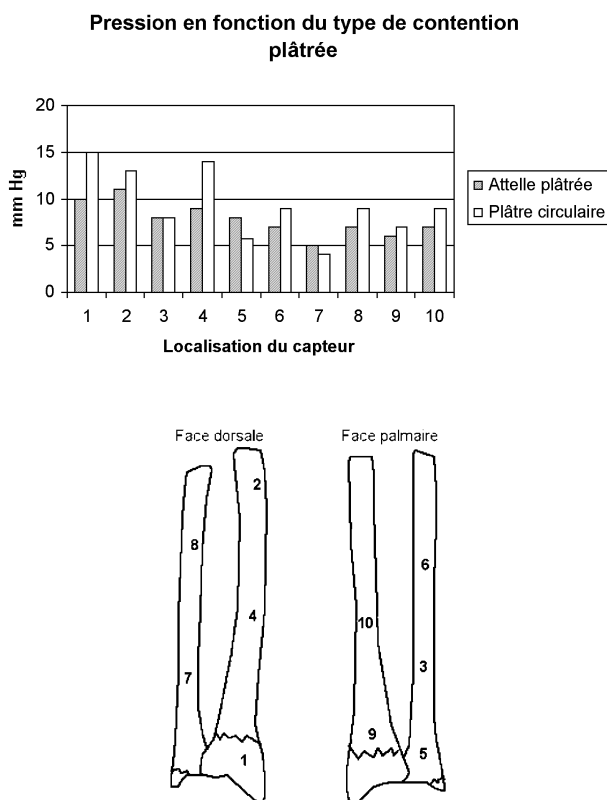 Pression en fonction du type de contention
plâtrée
20
15
10
5
0
mm Hg
1 2 3 4 5 6 7 8 9 10
Localisation du capteur
Attelle plâtrée
Plâtre circulaire
Face dorsale Face palmaire
2
8
6
4
10
3
7
9
5
1